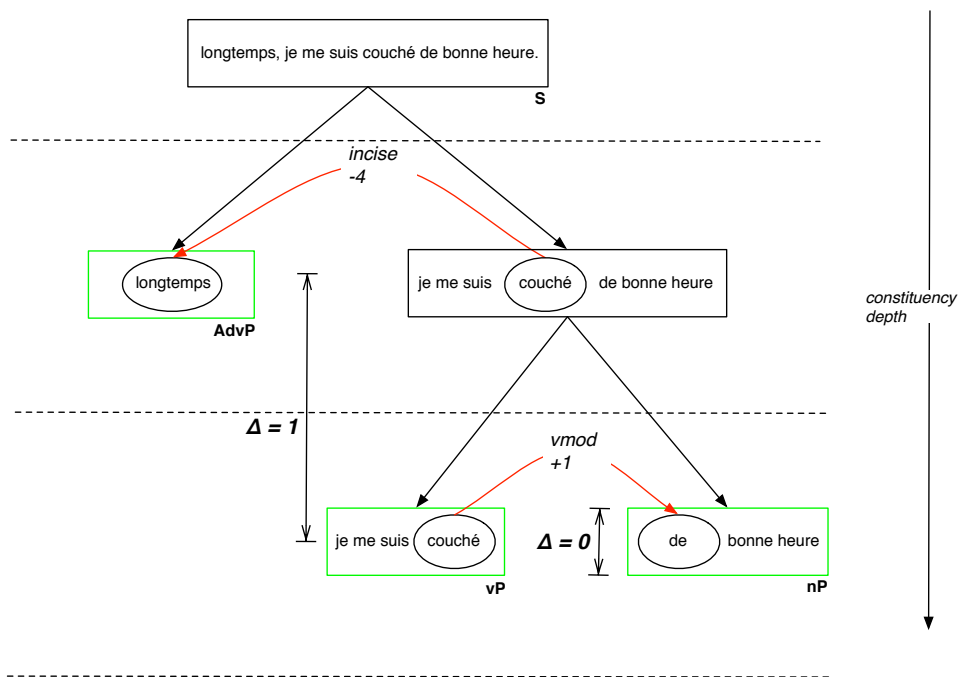 longtemps, je me suis couché de bonne heure.
S
incise
-4
longtemps
AdvP
je me suis couché de bonne heure
constituency
depth
Δ = 1
vmod
+1
je me suis couché
vP
Δ = 0
de bonne heure
nP